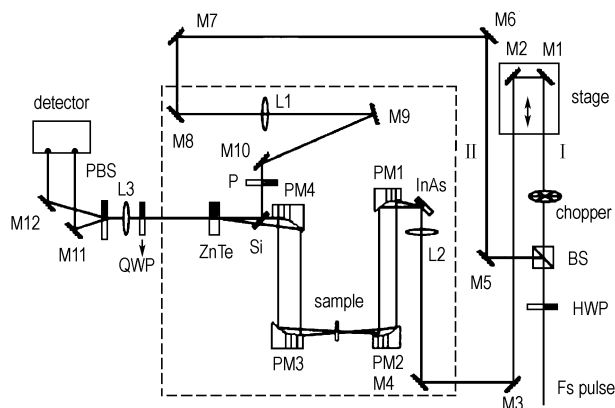 M7
M6
M2
M1
detector
L1
stage
M8
M9
II
I
PBS
M10
PM1
InAs
L3
P
PM4
chopper
M12
M11
QWP
ZnTe
Si
L2
M5
BS
sample
HWP
PM3
PM2
M4
M3
Fs pulse